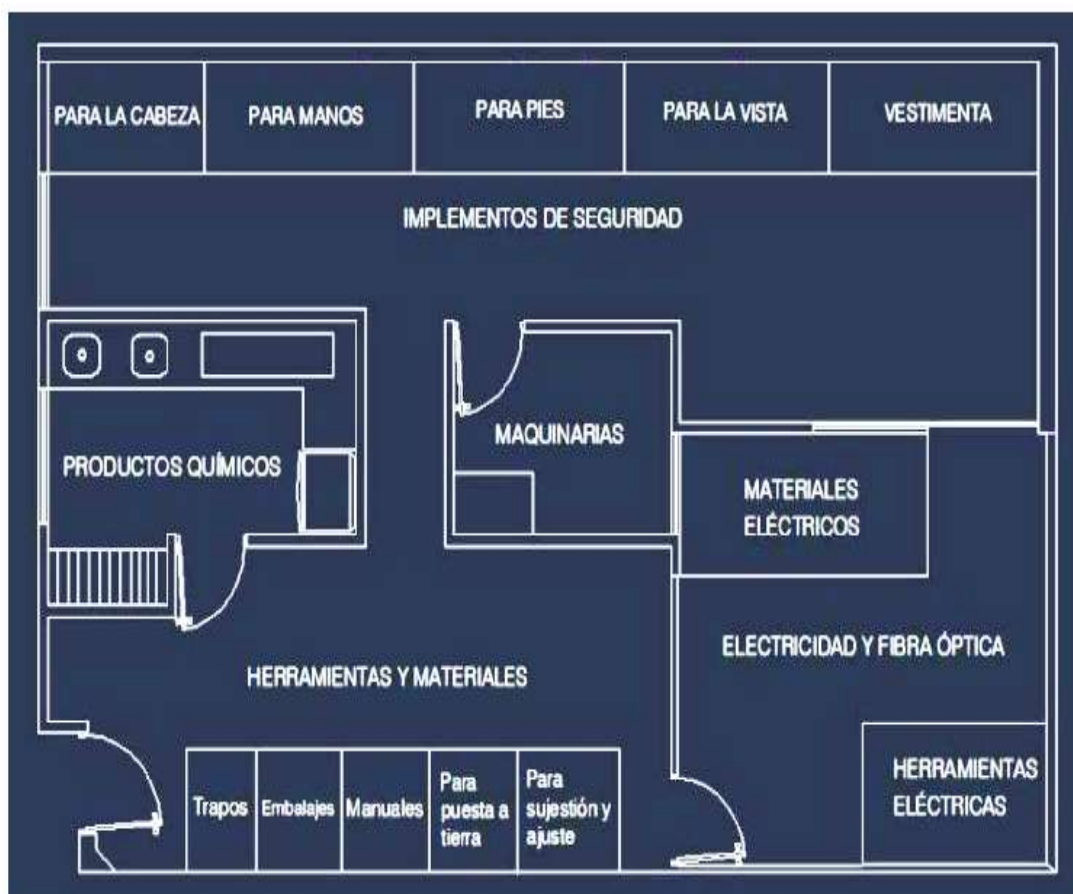 PARA LA CABEZA
PARA MANOS
PARA PIES
PARA LA VISTA
VESTIMENTA
IMPLEMENTOS DE SEGURIDAD
MAQUINARIAS
PRODUCTOS QUÍMICOS
MATERIALES
ELÉCTRICOS
ELECTRICIDAD Y FIBRA ÓPTICA
HERRAMIENTAS Y MATERIALES
Trapos
Embalajes
Manuales
Para
puesta a
tierra
Para
sujestión y
ajuste
HERRAMIENTAS
ELÉCTRICAS